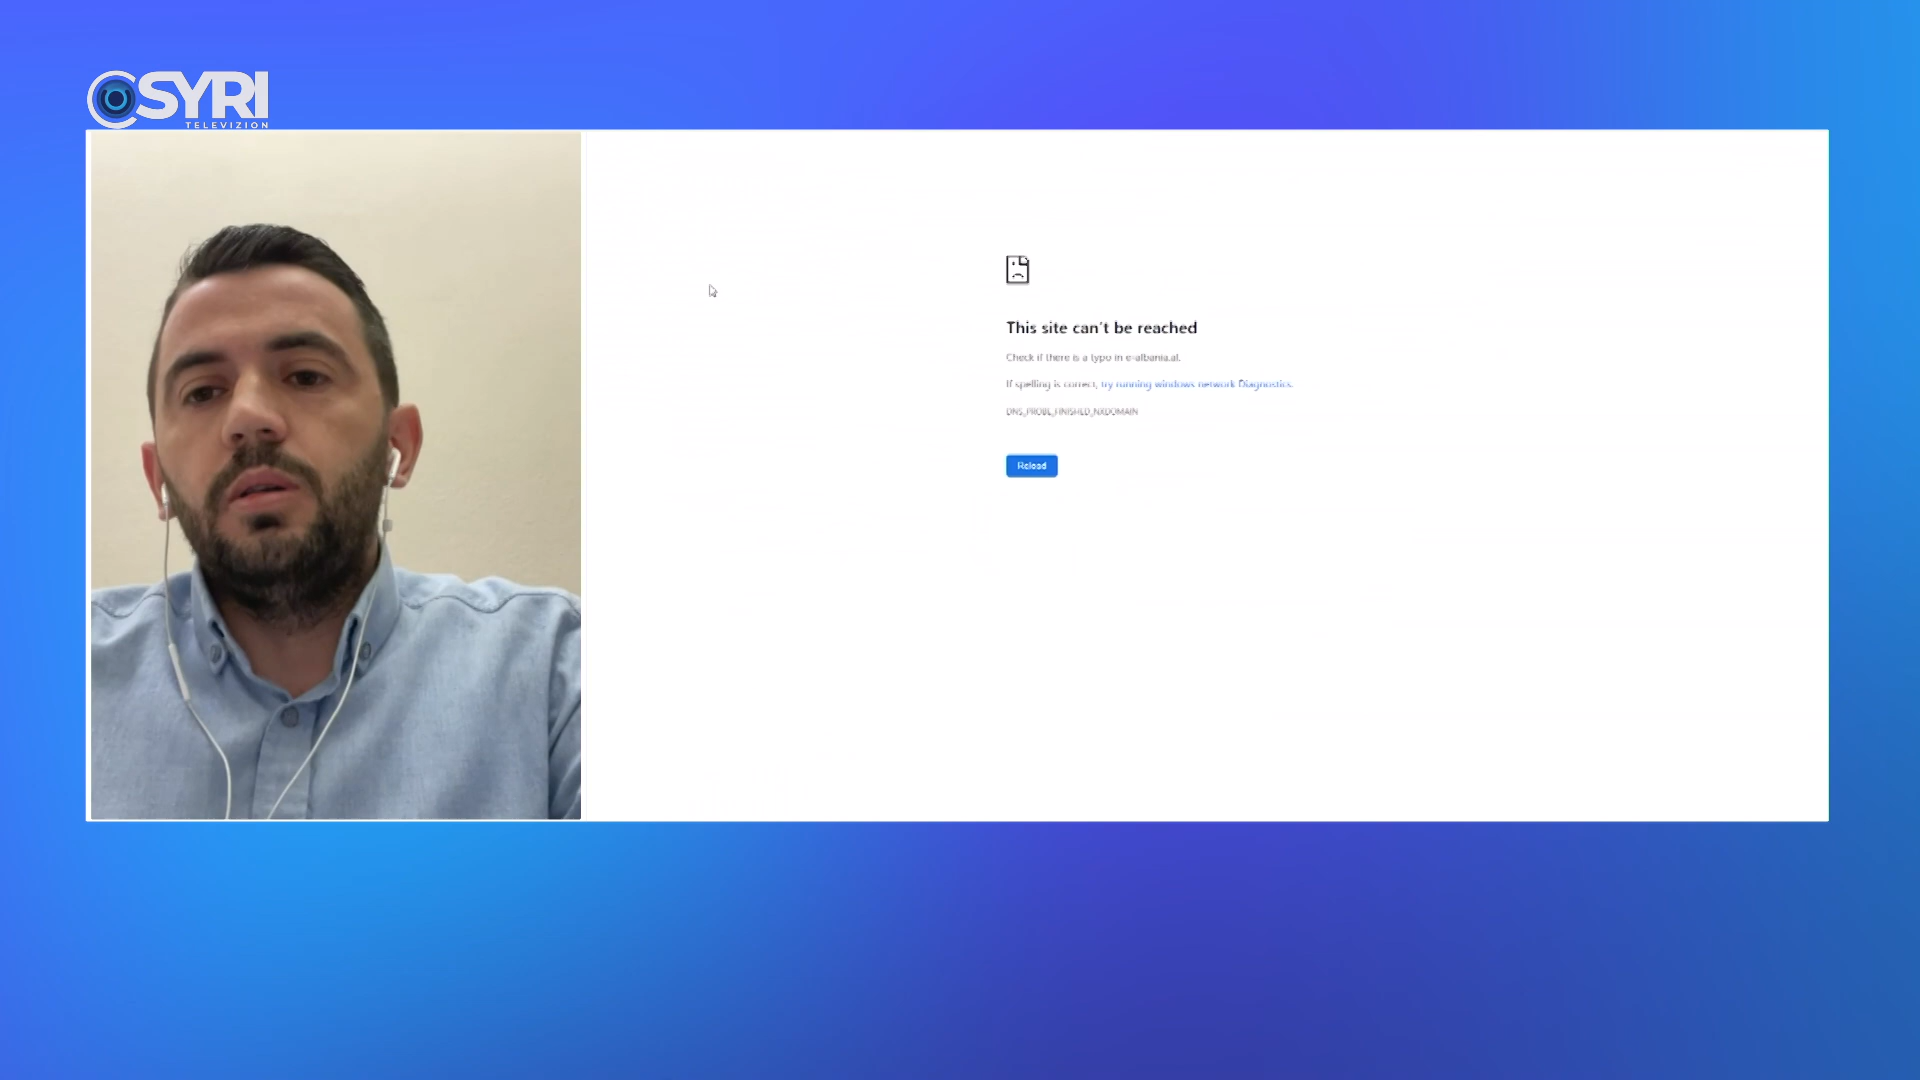 SYRI
TELEVIZION
This site can't be reached
Check if there is a typo in e-albania.al.
If spelling is correct, try running windows network Diagnostics.
DNS_PROBE_FINISHED_NXDOMAIN
Reload